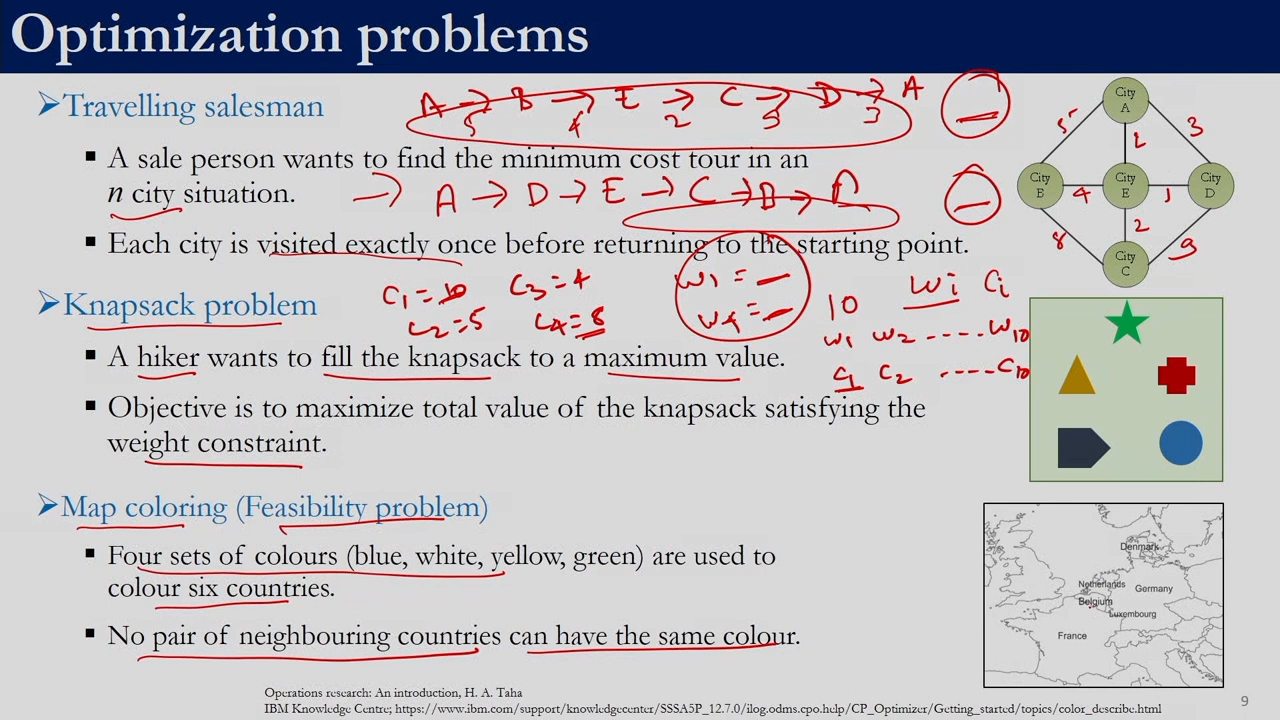 Optimization problems
➢Travelling salesman
A → B → E → C → D → A
5 4 2 3
▪ A sale person wants to find the minimum cost tour in an
n city situation.
→ A → D → E → C → B → A
▪ Each city is visited exactly once before returning to the starting point.
➢Knapsack problem
C1 = 10 C3 = 4
C2 = 5 C4 = 8
w1 =
w4 =
10 Wi Ci
w1 w2 ---- w10
C1 C2 ---- C10
▪ A hiker wants to fill the knapsack to a maximum value.
▪ Objective is to maximize total value of the knapsack satisfying the
weight constraint.
➢Map coloring (Feasibility problem)
▪ Four sets of colours (blue, white, yellow, green) are used to
colour six countries.
▪ No pair of neighbouring countries can have the same colour.
City
A
5 2 3
City
B
4
City
E
1
City
D
8 2 9
City
C
Denmark
Netherlands
Germany
Belgium
Luxembourg
France
Operations research: An introduction, H. A. Taha
IBM Knowledge Centre; https://www.ibm.com/support/knowledgecenter/SSSA5P_12.7.0/ilog.odms.cpo.help/CP_Optimizer/Getting_started/topics/color_describe.html
9